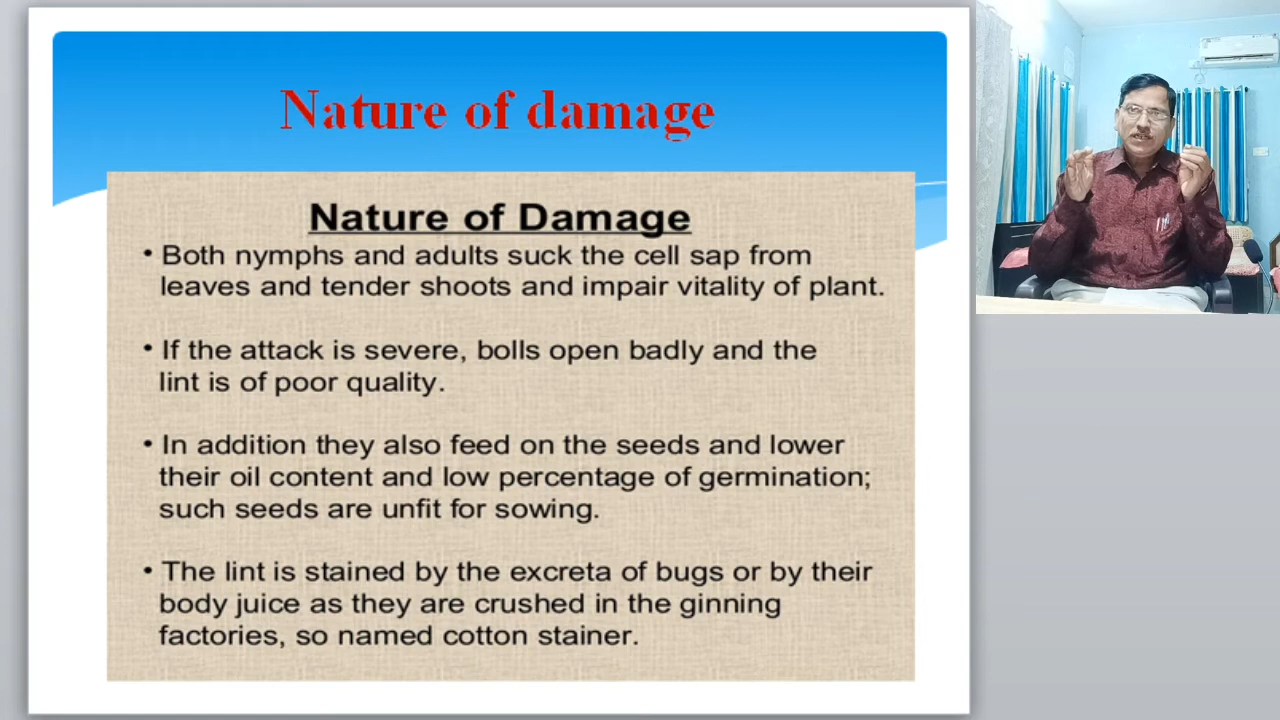 Nature of damage
Nature of Damage
• Both nymphs and adults suck the cell sap from
leaves and tender shoots and impair vitality of plant.
• If the attack is severe, bolls open badly and the
lint is of poor quality.
• In addition they also feed on the seeds and lower
their oil content and low percentage of germination;
such seeds are unfit for sowing.
• The lint is stained by the excreta of bugs or by their
body juice as they are crushed in the ginning
factories, so named cotton stainer.